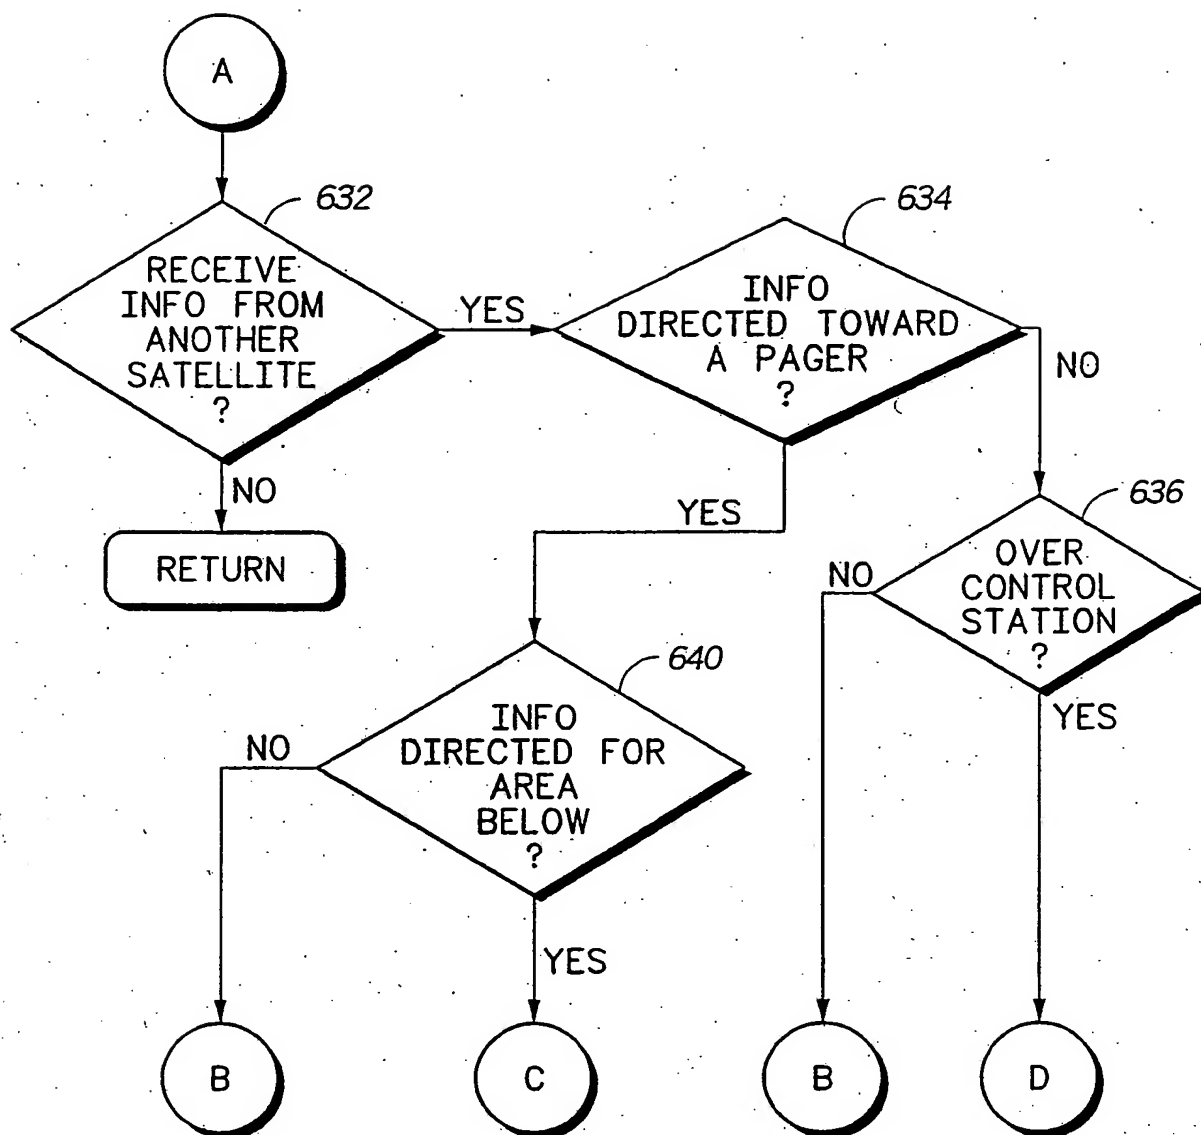 A
632
RECEIVE
INFO FROM
ANOTHER
SATELLITE
?
YES
NO
RETURN
634
INFO
DIRECTED TOWARD
A PAGER
?
NO
YES
636
OVER
CONTROL
STATION
?
NO
YES
640
INFO
DIRECTED FOR
AREA
BELOW
?
NO
YES
B
C
B
D